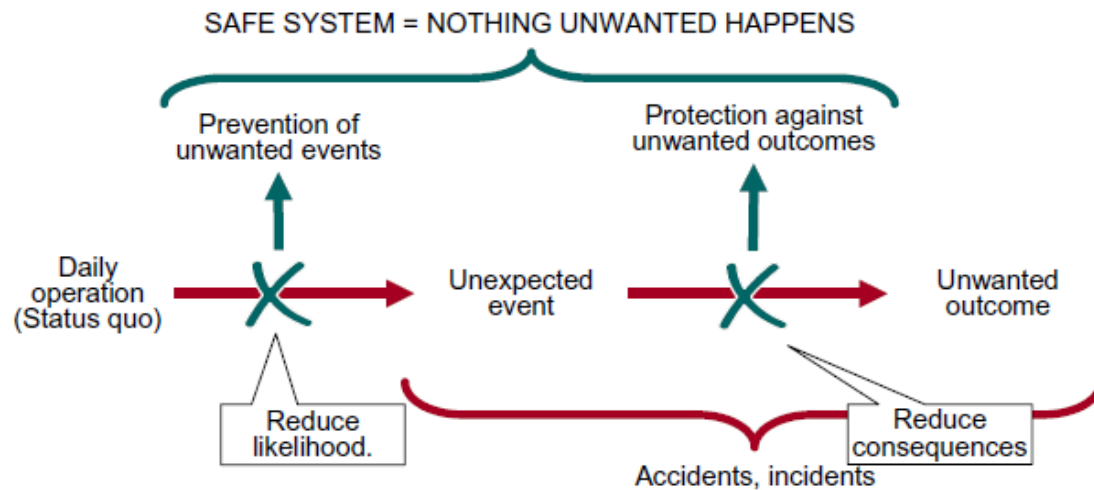 SAFE SYSTEM = NOTHING UNWANTED HAPPENS
Prevention of
unwanted events
Protection against
unwanted outcomes
Daily
operation
(Status quo)
Unexpected
event
Unwanted
outcome
Reduce
likelihood.
Reduce
consequences
Accidents, incidents